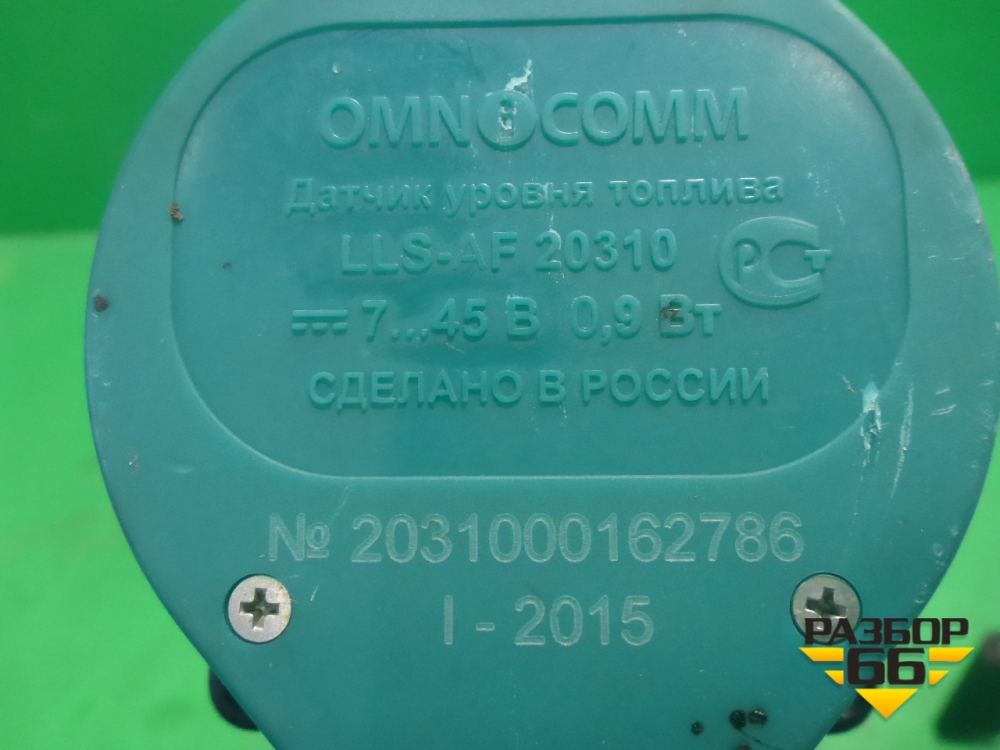 OMNICOMM
Датчик уровня топлива
LLS-AF 20310
РСТ
7...45 В 0,9 Вт
СДЕЛАНО В РОССИИ
№ 2031000162786
I - 2015
РАЗБОР
66